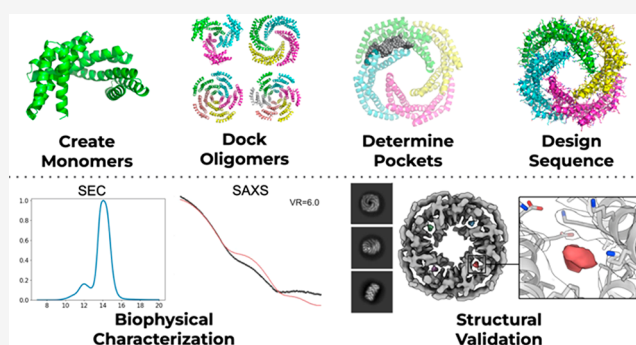 Create
Monomers
Dock
Oligomers
Determine
Pockets
Design
Sequence
SEC
SAXS
VR=6.0
1.0
0.8
0.6
0.4
0.2
0.0
8 10 12 14 16 18 20
Biophysical
Characterization
Structural
Validation